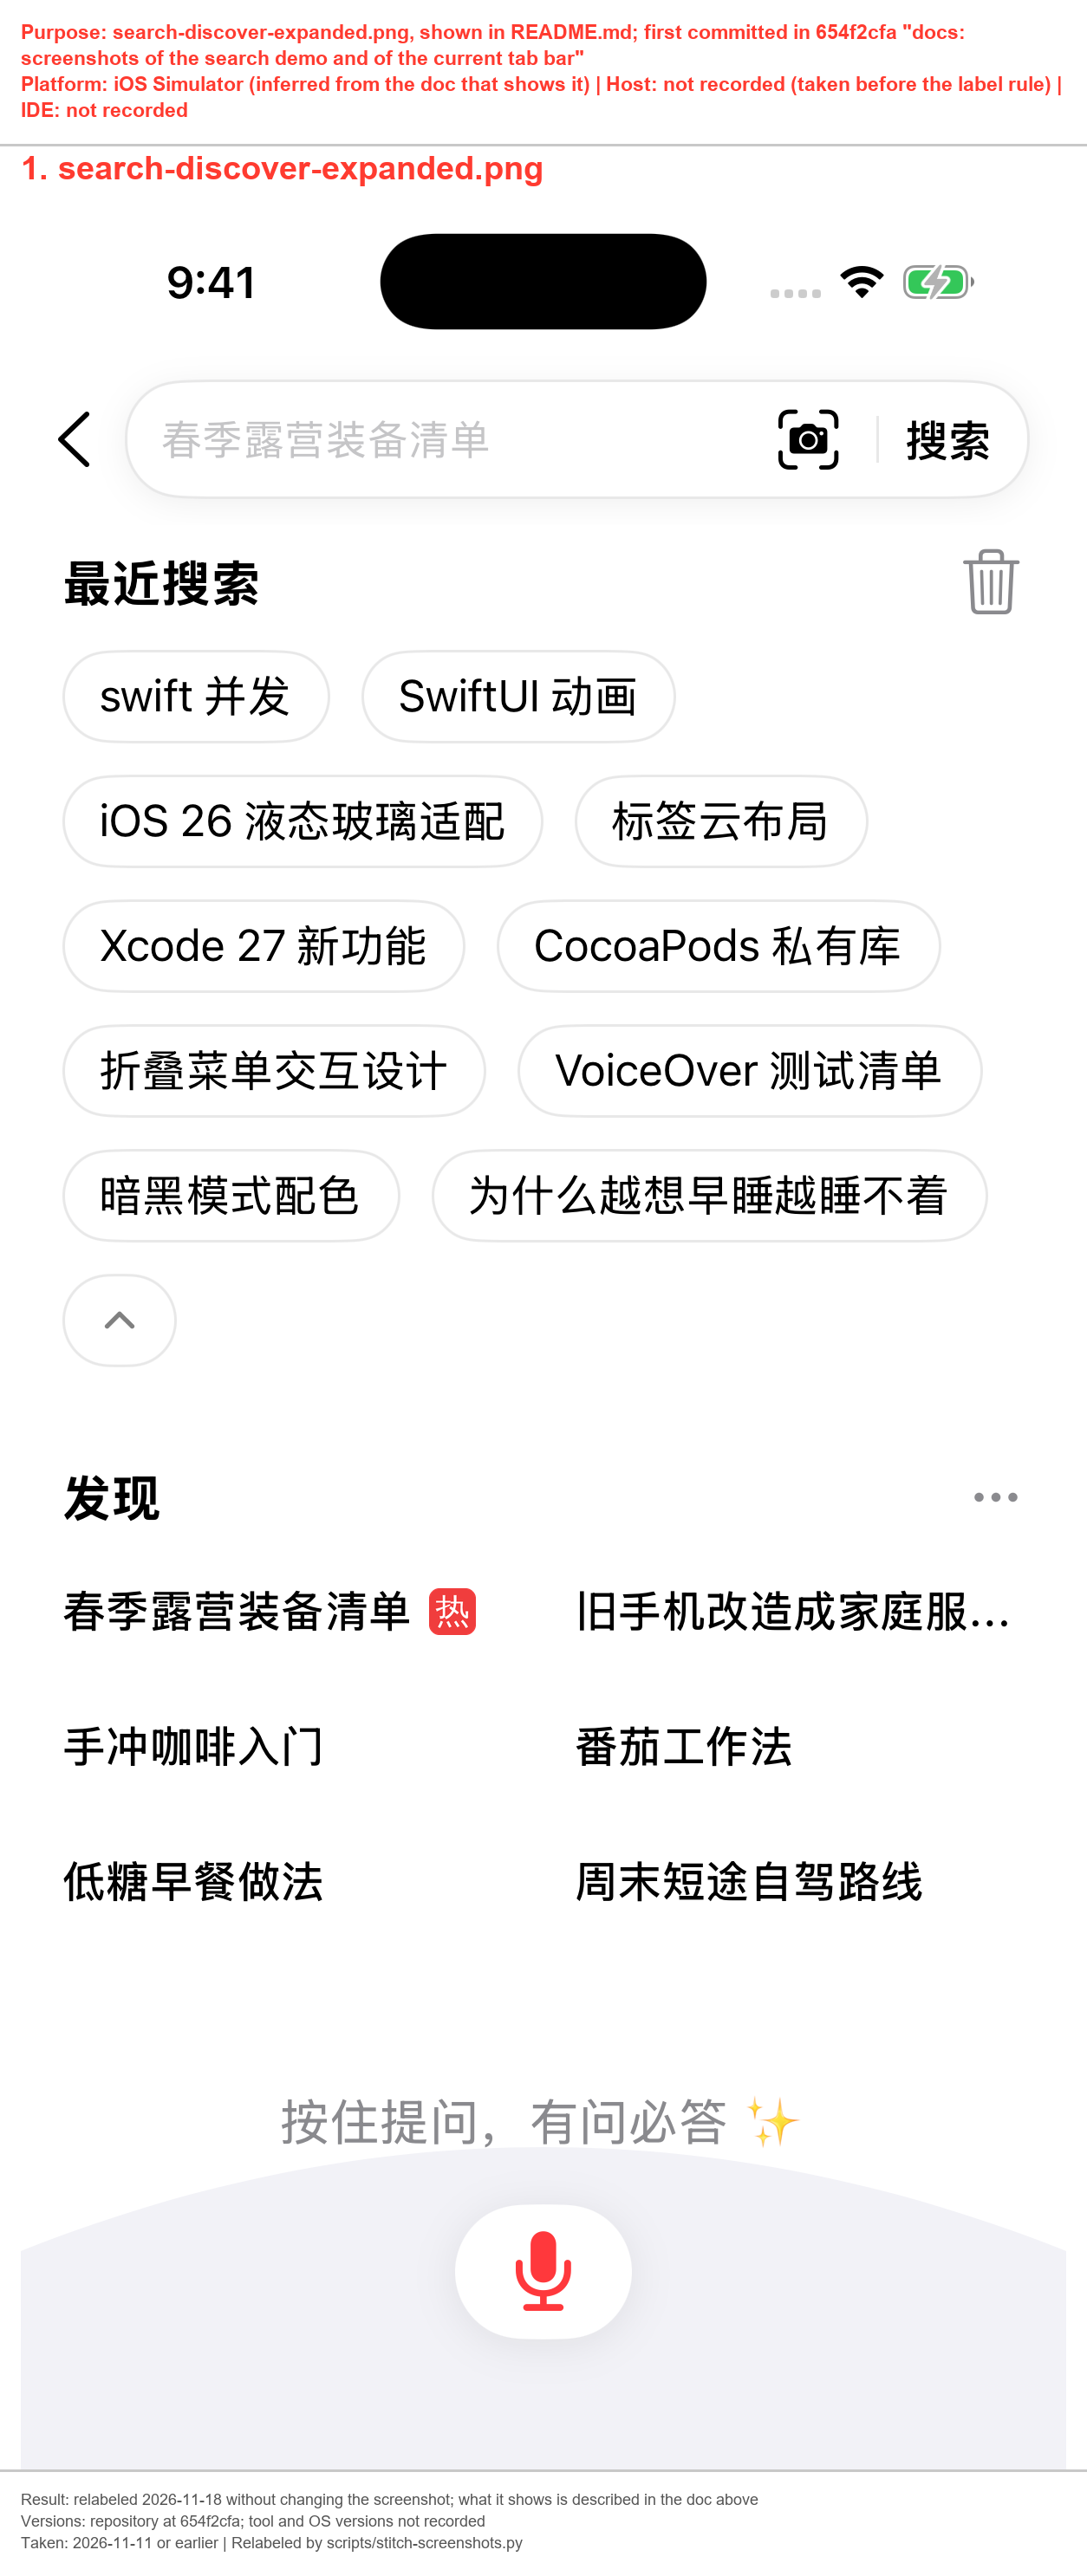 Purpose: search-discover-expanded.png, shown in README.md; first committed in 654f2cfa "docs:
screenshots of the search demo and of the current tab bar"
Platform: iOS Simulator (inferred from the doc that shows it) | Host: not recorded (taken before the label rule) |
IDE: not recorded
1. search-discover-expanded.png
9:41
春季露营装备清单 搜索
最近搜索
swift 并发 SwiftUI 动画
iOS 26 液态玻璃适配 标签云布局
Xcode 27 新功能 CocoaPods 私有库
折叠菜单交互设计 VoiceOver 测试清单
暗黑模式配色 为什么越想早睡越睡不着
发现
春季露营装备清单 热 旧手机改造成家庭服...
手冲咖啡入门 番茄工作法
低糖早餐做法 周末短途自驾路线
按住提问，有问必答 ✨
Result: relabeled 2026-11-18 without changing the screenshot; what it shows is described in the doc above
Versions: repository at 654f2cfa; tool and OS versions not recorded
Taken: 2026-11-11 or earlier | Relabeled by scripts/stitch-screenshots.py